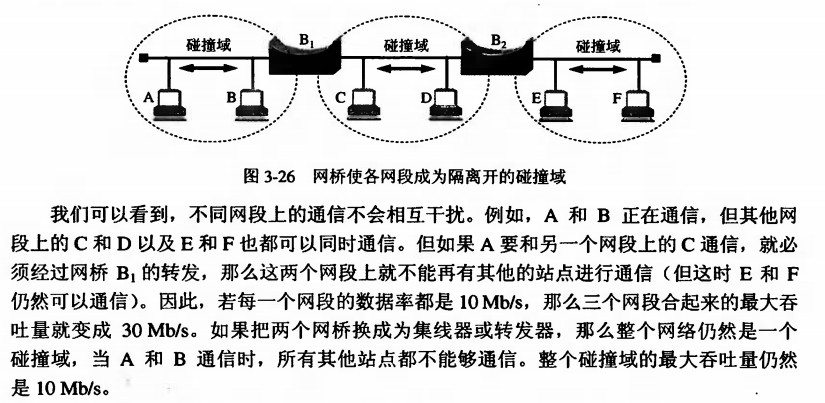 碰撞域 B1 碰撞域 B2 碰撞域
A B C D E F
图 3-26 网桥使各网段成为隔离开的碰撞域
我们可以看到，不同网段上的通信不会相互干扰。例如，A 和 B 正在通信，但其他网
段上的 C 和 D 以及 E 和 F 也都可以同时通信。但如果 A 要和另一个网段上的 C 通信，就必
须经过网桥 B1 的转发，那么这两个网段上就不能再有其他的站点进行通信（但这时 E 和 F
仍然可以通信）。因此，若每一个网段的数据率都是 10 Mb/s，那么三个网段合起来的最大吞
吐量就变成 30 Mb/s。如果把两个网桥换成为集线器或转发器，那么整个网络仍然是一个
碰撞域，当 A 和 B 通信时，所有其他站点都不能够通信。整个碰撞域的最大吞吐量仍然
是 10 Mb/s。